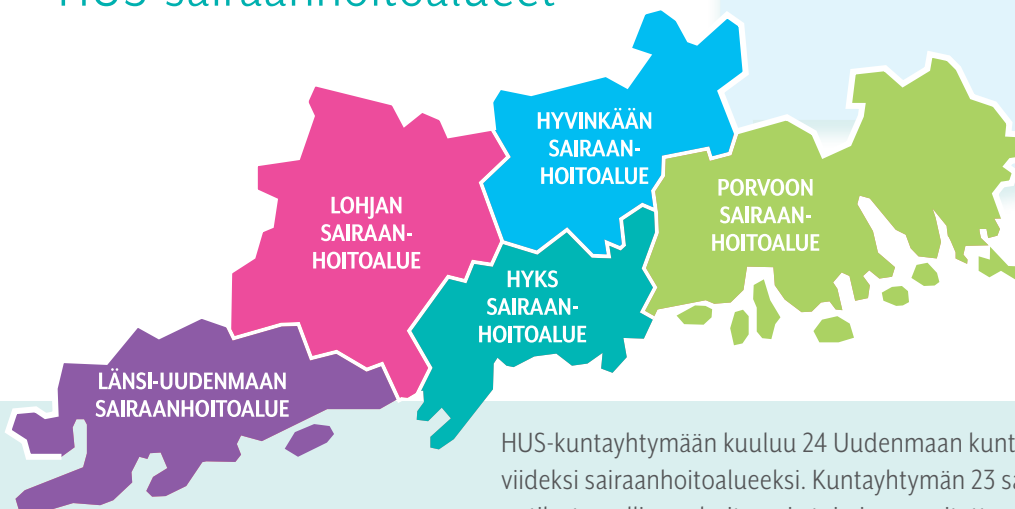 HUS-sairaanhoitoalueet
HYVINKÄÄN
SAIRAAN-
HOITOALUE
LOHJAN
SAIRAAN-
HOITOALUE
PORVOON
SAIRAAN-
HOITOALUE
HYKS
SAIRAAN-
HOITOALUE
LÄNSI-UUDENMAAN
SAIRAANHOITOALUE
HUS-kuntayhtymään kuuluu 24 Uudenmaan kunt
viideksi sairaanhoitoalueeksi. Kuntayhtymän 23 sa